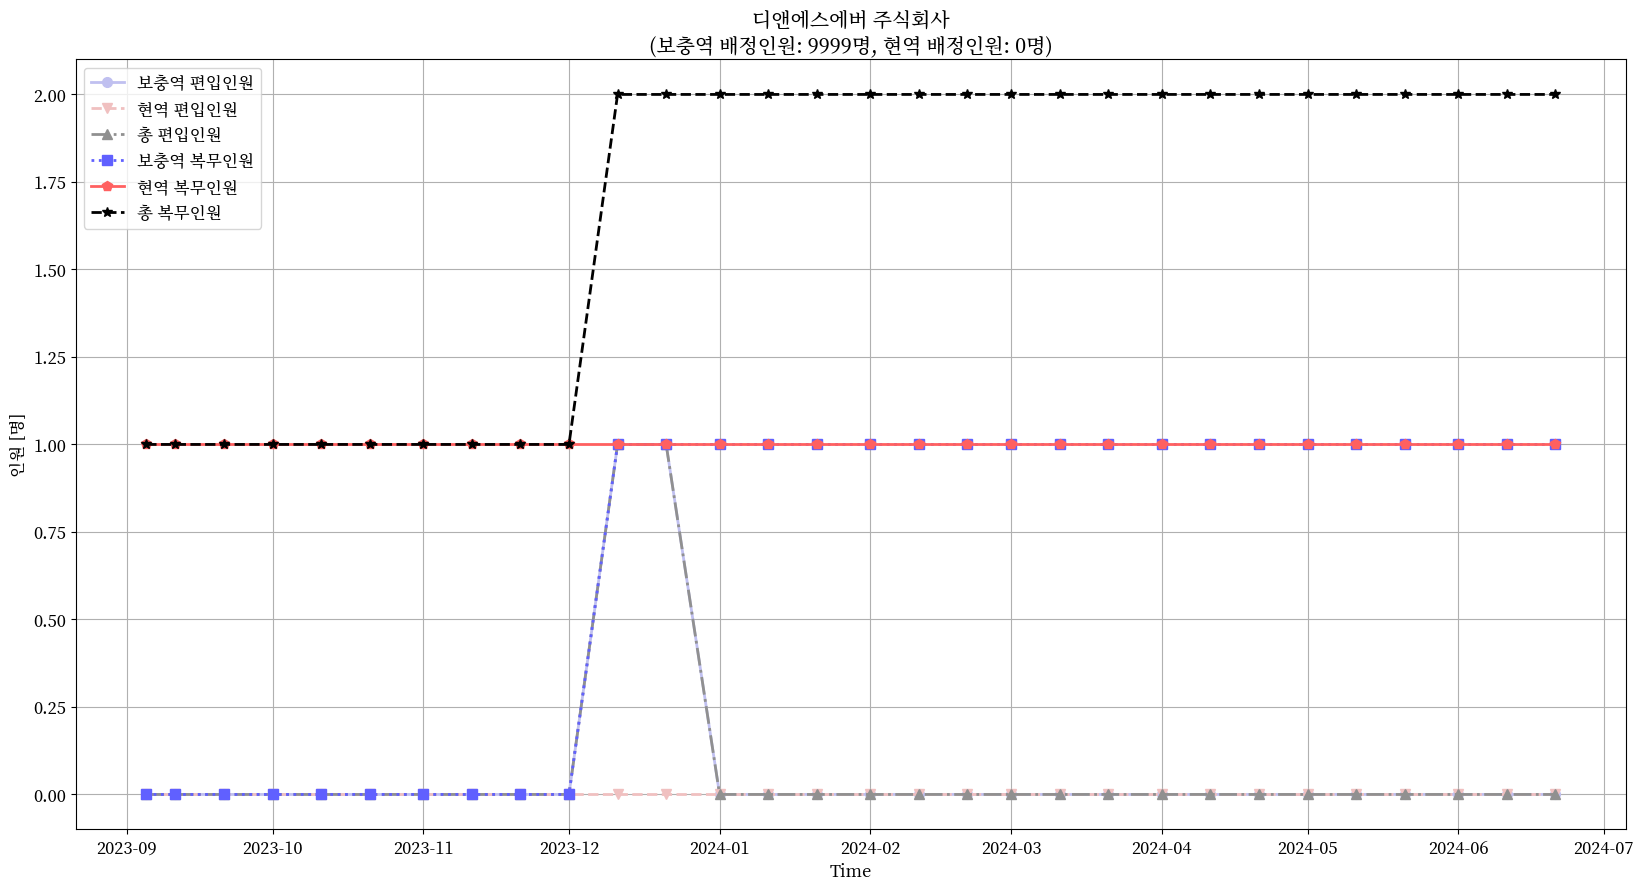 디앤에스에버 주식회사
(보충역 배정인원: 9999명, 현역 배정인원: 0명)
보충역 편입인원
현역 편입인원
총 편입인원
보충역 복무인원
현역 복무인원
총 복무인원
2.00
1.75
1.50
1.25
1.00
0.75
0.50
0.25
0.00
인원 [명]
2023-09
2023-10
2023-11
2023-12
2024-01
2024-02
2024-03
2024-04
2024-05
2024-06
2024-07
Time